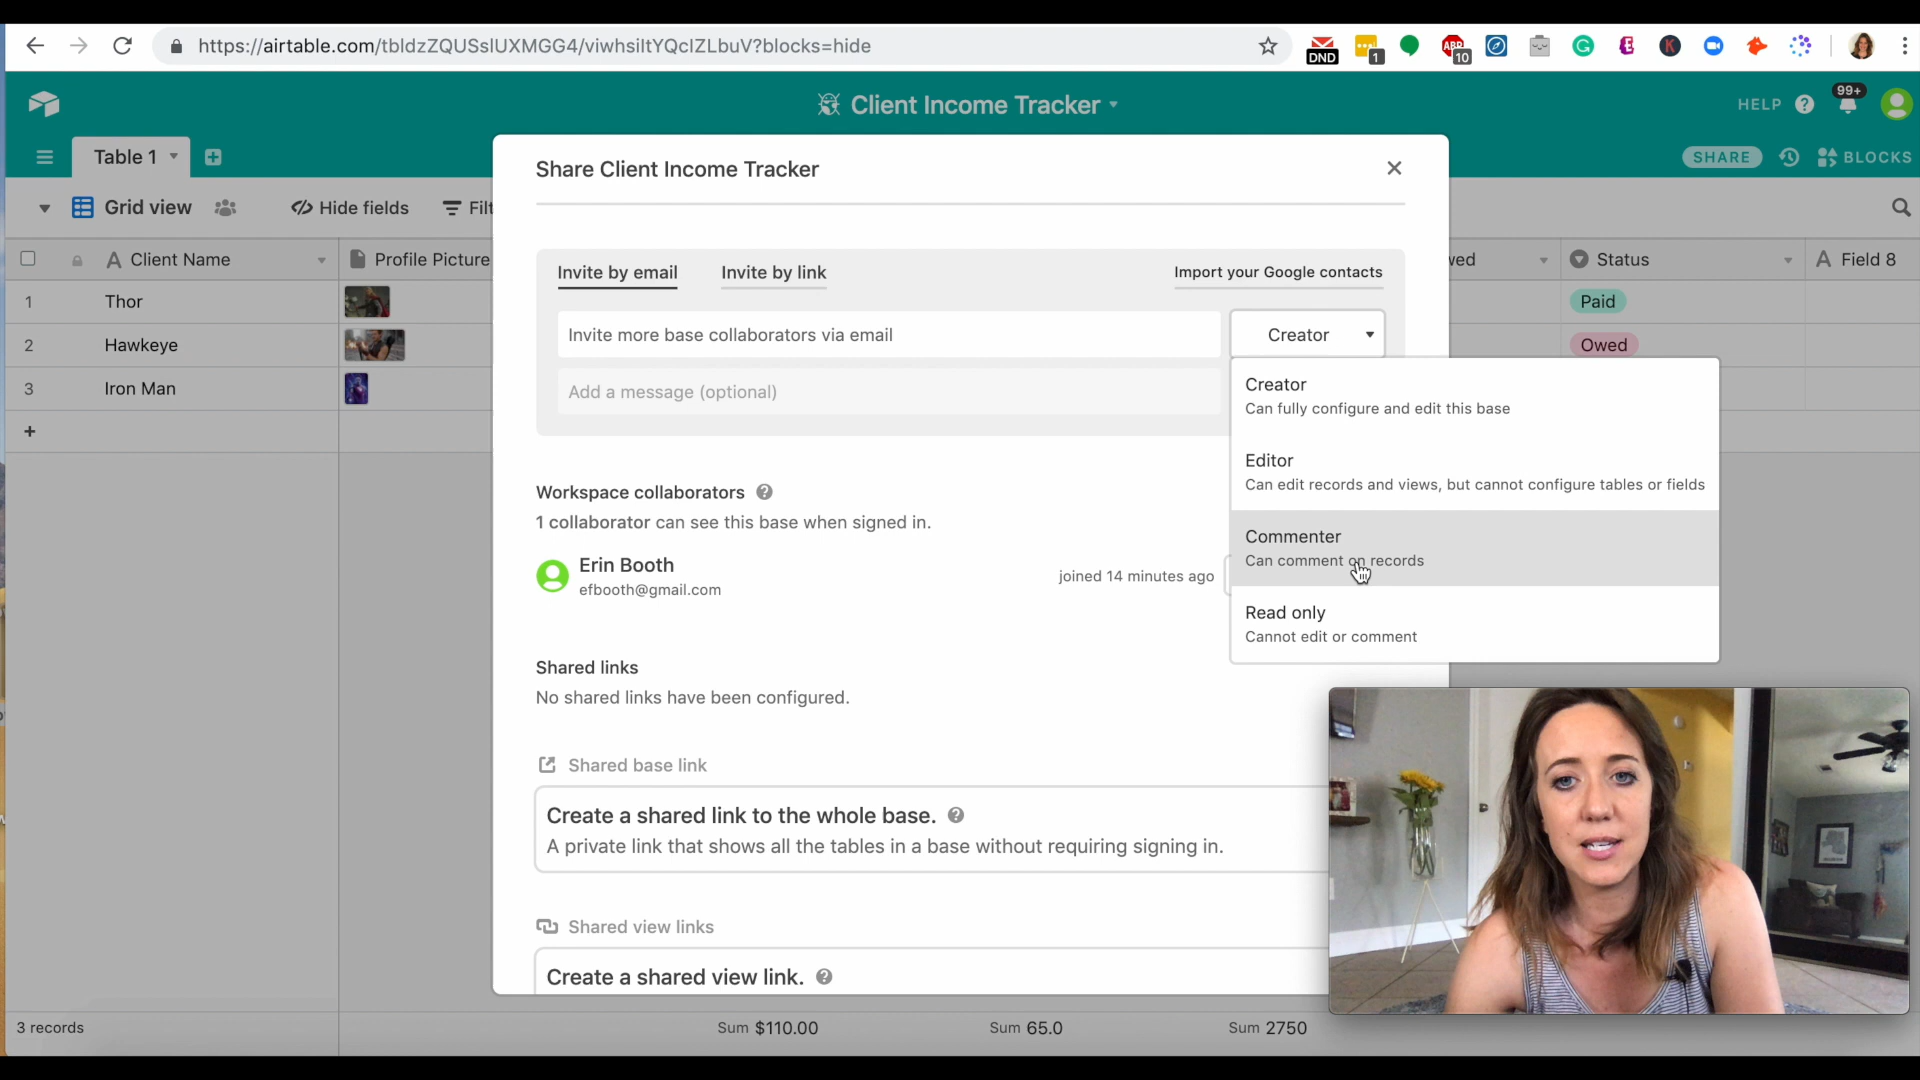 https://airtable.com/tbldzZQUSslUXMGG4/viwhsiltYQclZLbuV?blocks=hide
DND
1
ABP
10
Client Income Tracker
HELP
99+
Table 1
SHARE
BLOCKS
Grid view
Hide fields
Filt
Client Name
Profile Picture
wed
Status
Field 8
1
Thor
Paid
2
Hawkeye
Owed
3
Iron Man
+
Share Client Income Tracker
Invite by email
Invite by link
Import your Google contacts
Invite more base collaborators via email
Creator
Add a message (optional)
Creator
Can fully configure and edit this base
Editor
Can edit records and views, but cannot configure tables or fields
Commenter
Can comment on records
Read only
Cannot edit or comment
Workspace collaborators
1 collaborator can see this base when signed in.
Erin Booth
efbooth@gmail.com
joined 14 minutes ago
Shared links
No shared links have been configured.
Shared base link
Create a shared link to the whole base.
A private link that shows all the tables in a base without requiring signing in.
Shared view links
Create a shared view link.
3 records
Sum $110.00
Sum 65.0
Sum 2750